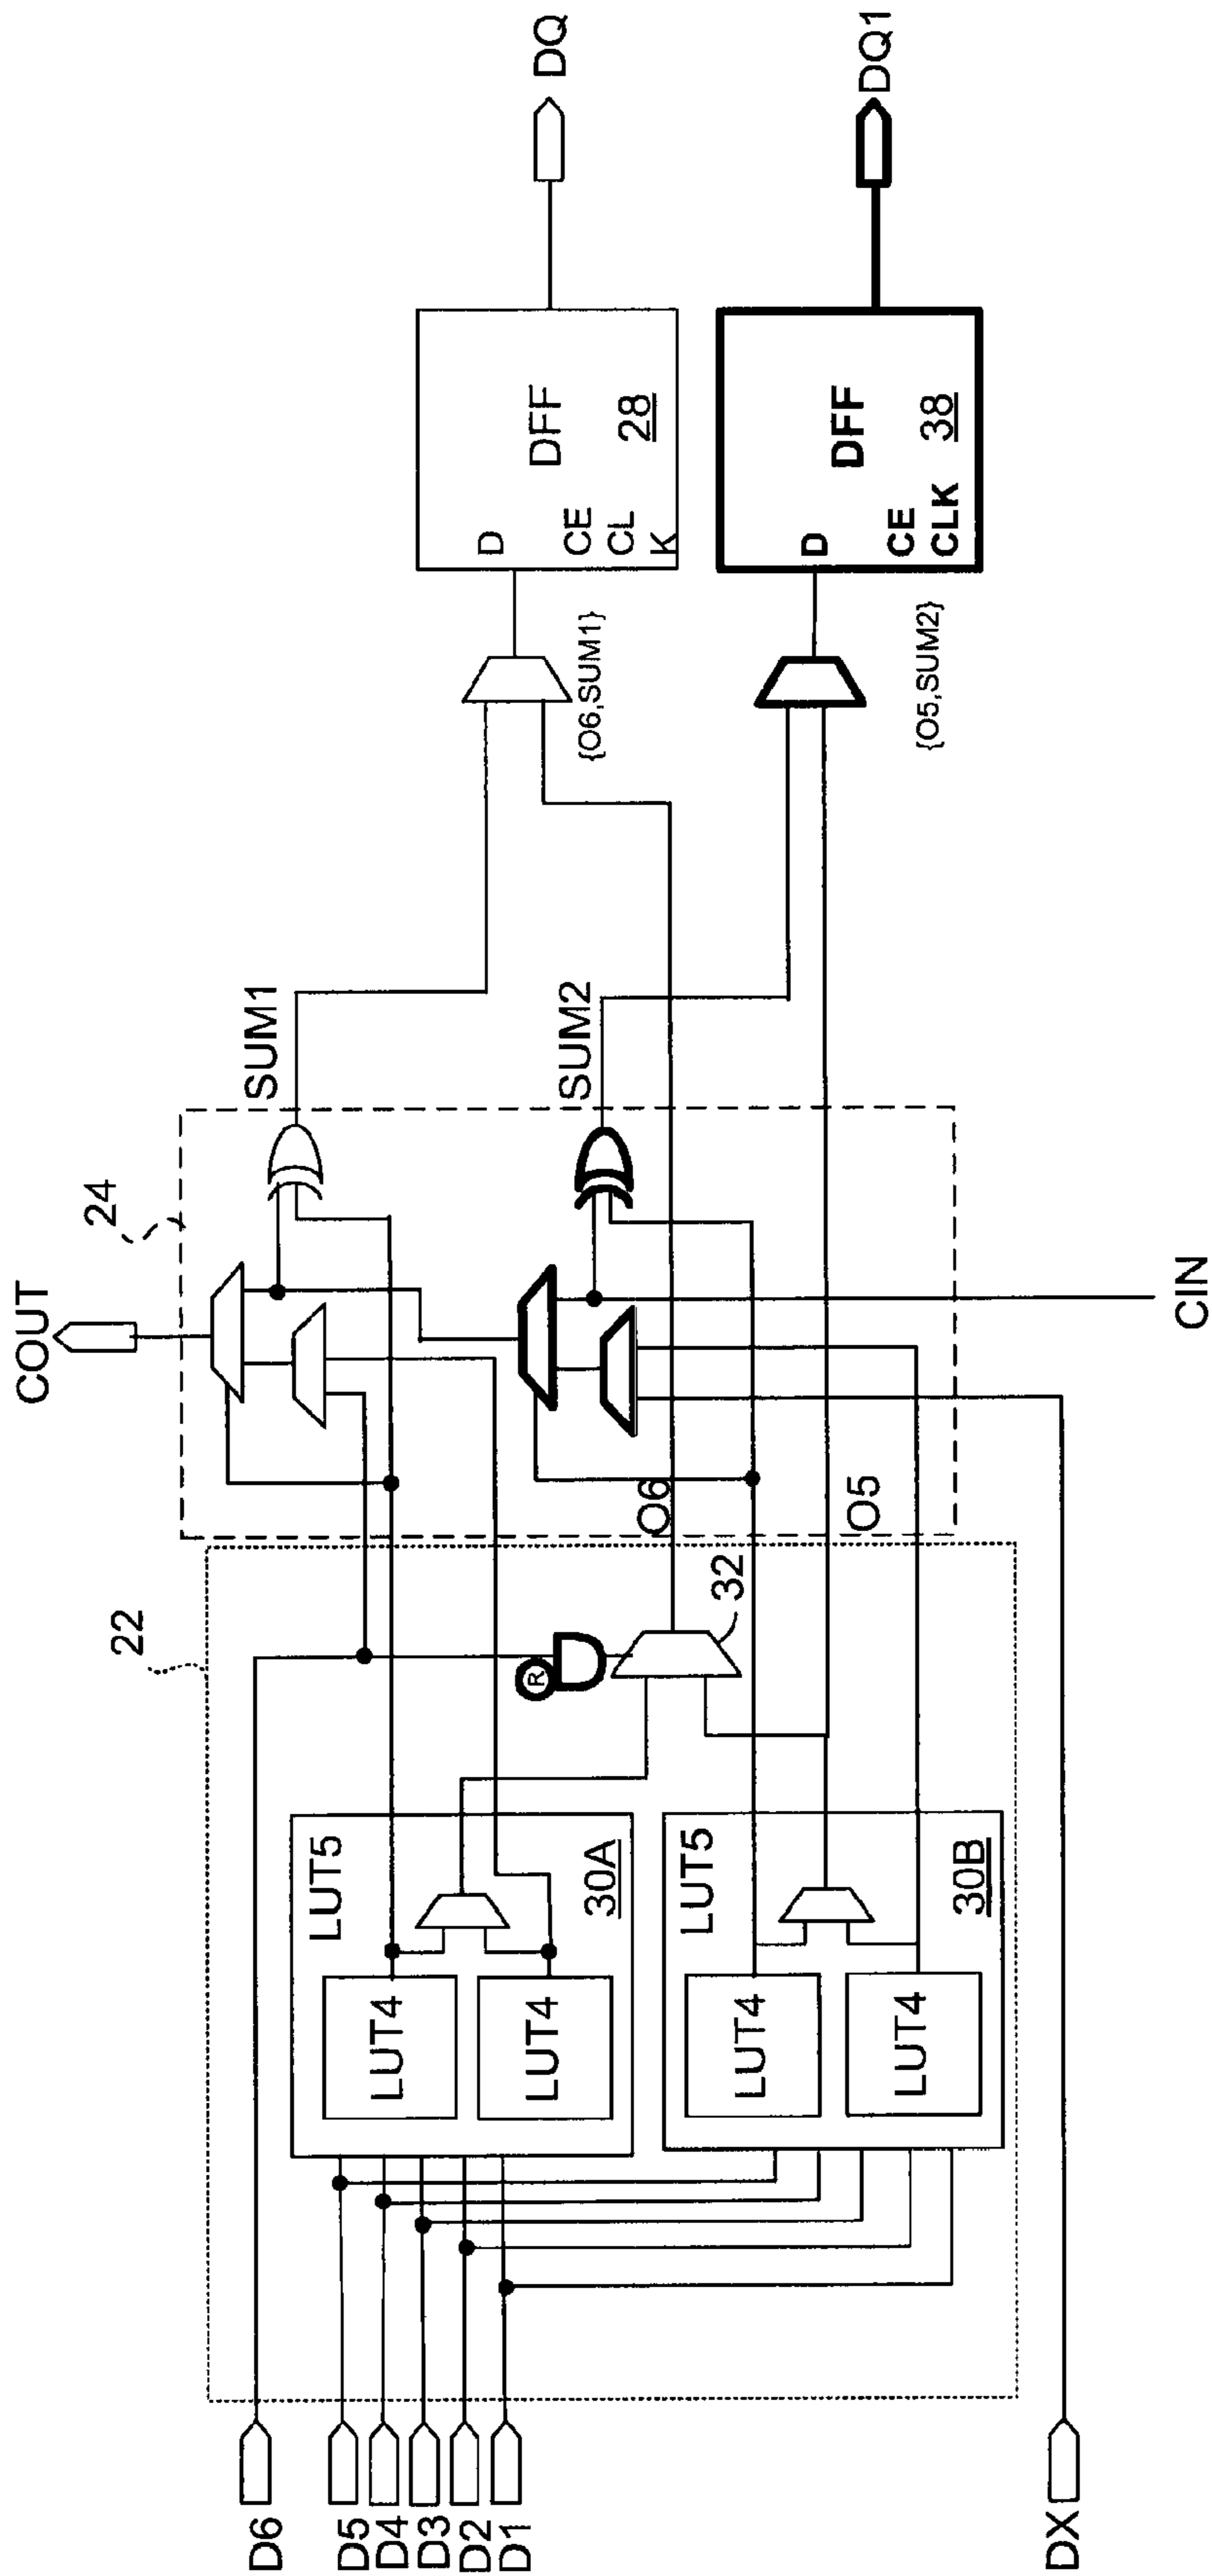 COUT
24
SUM1
DQ
DFF
28
D
CE
CL
K
{O6,SUM1}
22
D6
D5
D4
D3
D2
D1
LUT5
30A
LUT4
LUT4
R
32
O6
SUM2
O5
DFF
38
D
CE
CLK
{O5,SUM2}
DQ1
LUT5
30B
LUT4
LUT4
DX
CIN